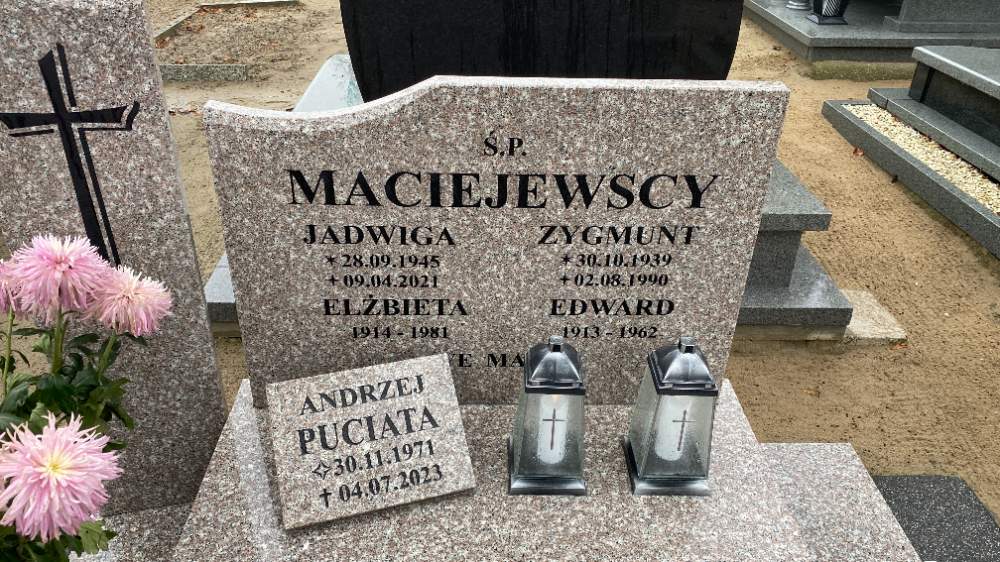 Ś.P.
MACIEJEWSCY
JADWIGA
* 28.09.1945
+ 09.04.2021
ZYGMUNT
* 30.10.1939
+ 02.08.1990
ELŻBIETA
1914 - 1981
EDWARD
1913 - 1962
ANDRZEJ
PUCIATA
✧30.11.1971
† 04.07.2023